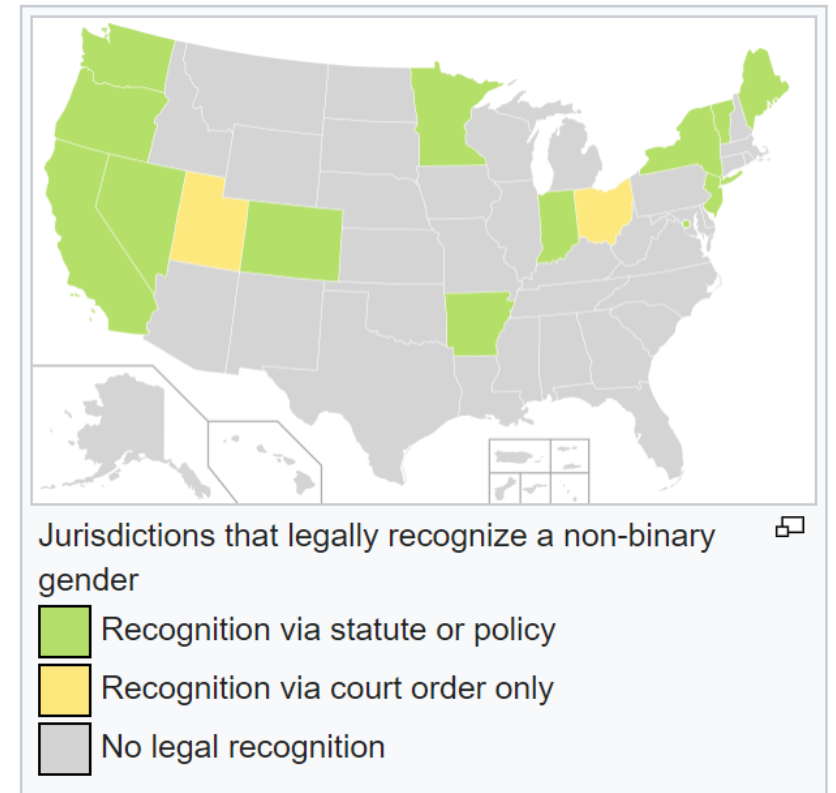 Jurisdictions that legally recognize a non-binary
gender
Recognition via statute or policy
Recognition via court order only
No legal recognition